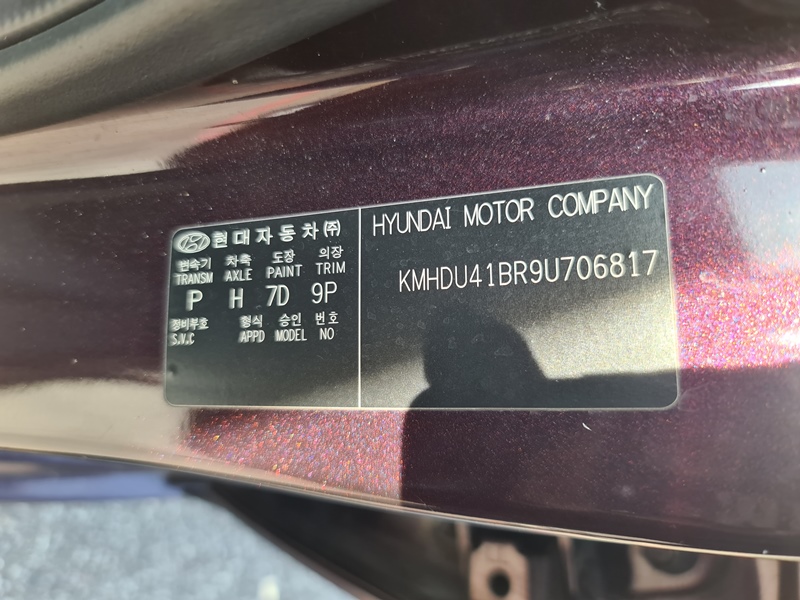 현대자동차(주)
변속기 차축 도장 의장
TRANSM AXLE PAINT TRIM
P H 7D 9P
정비부호 형식 승인 번호
S.V.C APPD MODEL NO
HYUNDAI MOTOR COMPANY
KMHDU41BR9U706817